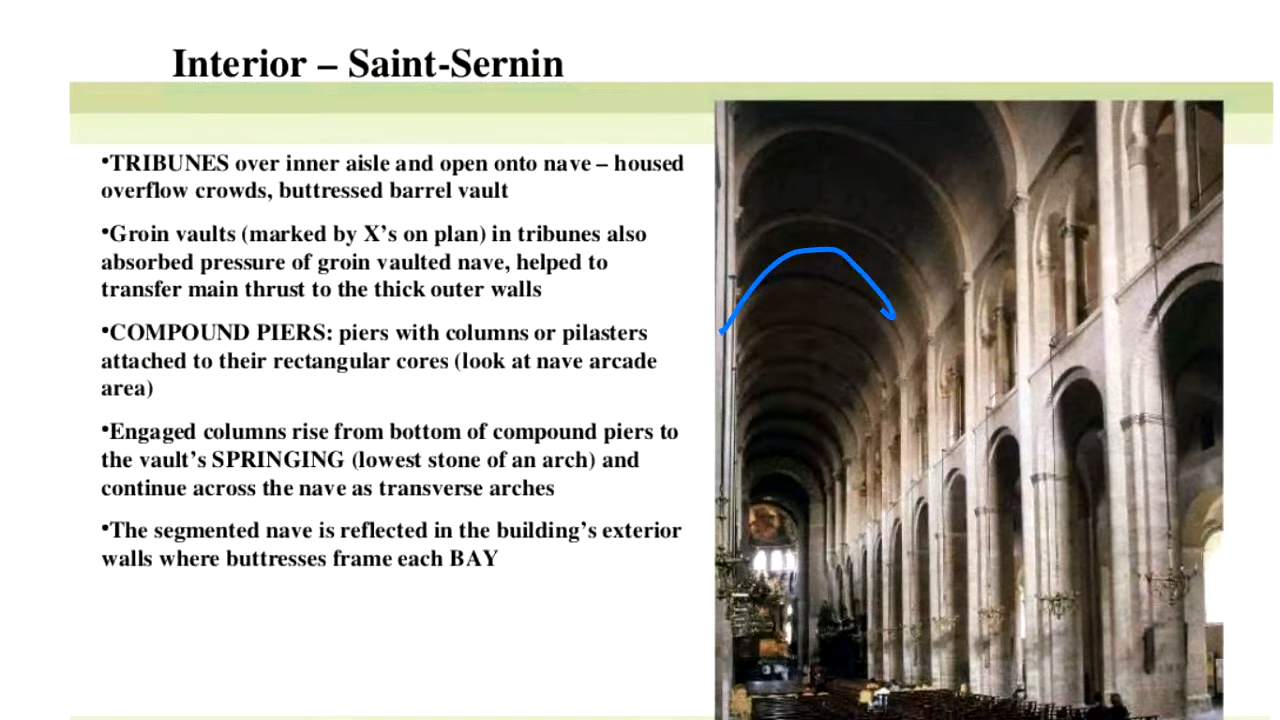 Interior – Saint-Sernin
•TRIBUNES over inner aisle and open onto nave – housed
overflow crowds, buttressed barrel vault
•Groin vaults (marked by X’s on plan) in tribunes also
absorbed pressure of groin vaulted nave, helped to
transfer main thrust to the thick outer walls
•COMPOUND PIERS: piers with columns or pilasters
attached to their rectangular cores (look at nave arcade
area)
•Engaged columns rise from bottom of compound piers to
the vault’s SPRINGING (lowest stone of an arch) and
continue across the nave as transverse arches
•The segmented nave is reflected in the building’s exterior
walls where buttresses frame each BAY